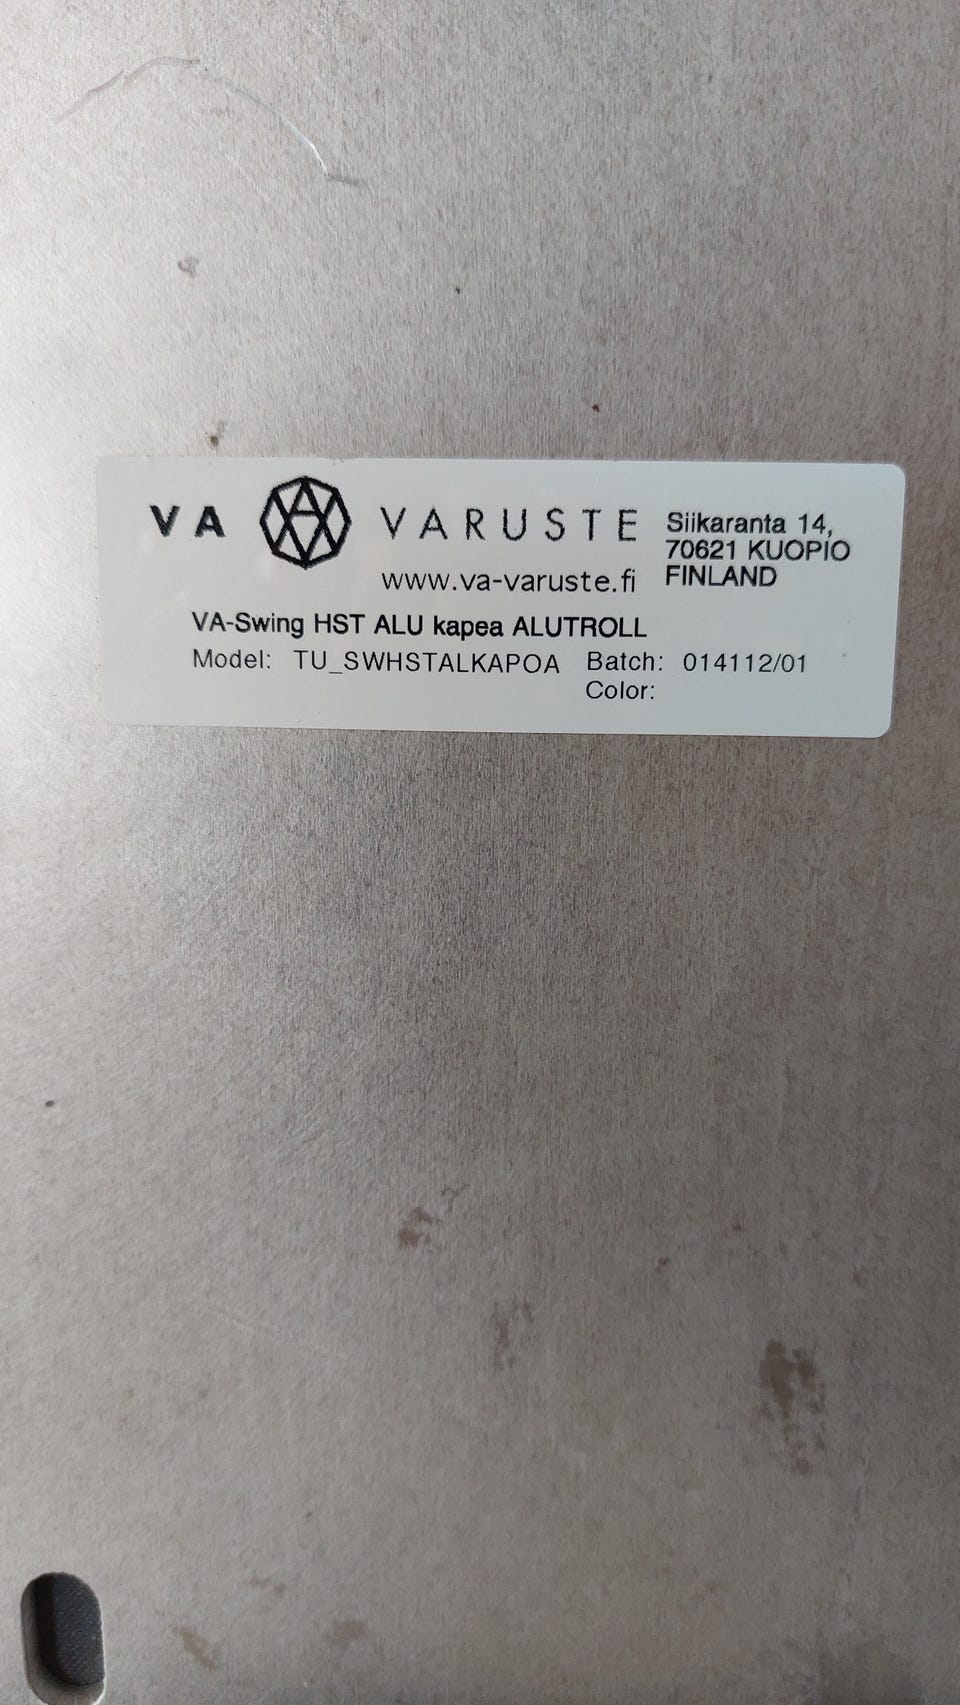 VA VARUSTE
www.va-varuste.fi
Siikaranta 14,
70621 KUOPIO
FINLAND
VA-Swing HST ALU kapea ALUTROLL
Model: TU_SWHSTALKAPOA Batch: 014112/01
Color: